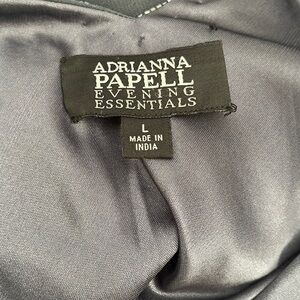 ADRIANNA
PAPELL
EVENING
ESSENTIALS
L
MADE IN
INDIA